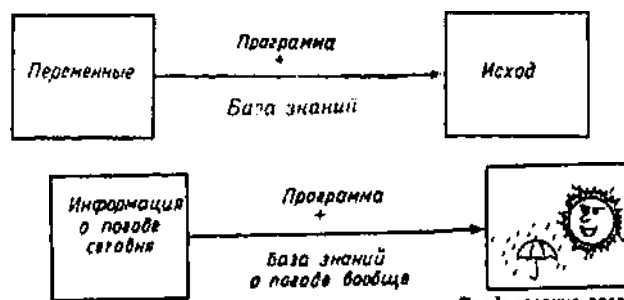 Переменные
Программа
+
База знаний
Исход
Информация
о погоде
сегодня
Программа
+
База знаний
о погоде вообще